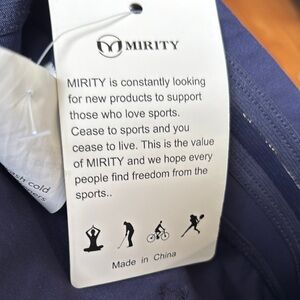 MIRITY
MIRITY is constantly looking
for new products to support
those who love sports.
Cease to sports and you
cease to live. This is the value
of MIRITY and we hope every
people find freedom from the
sports..
Made in China
cold